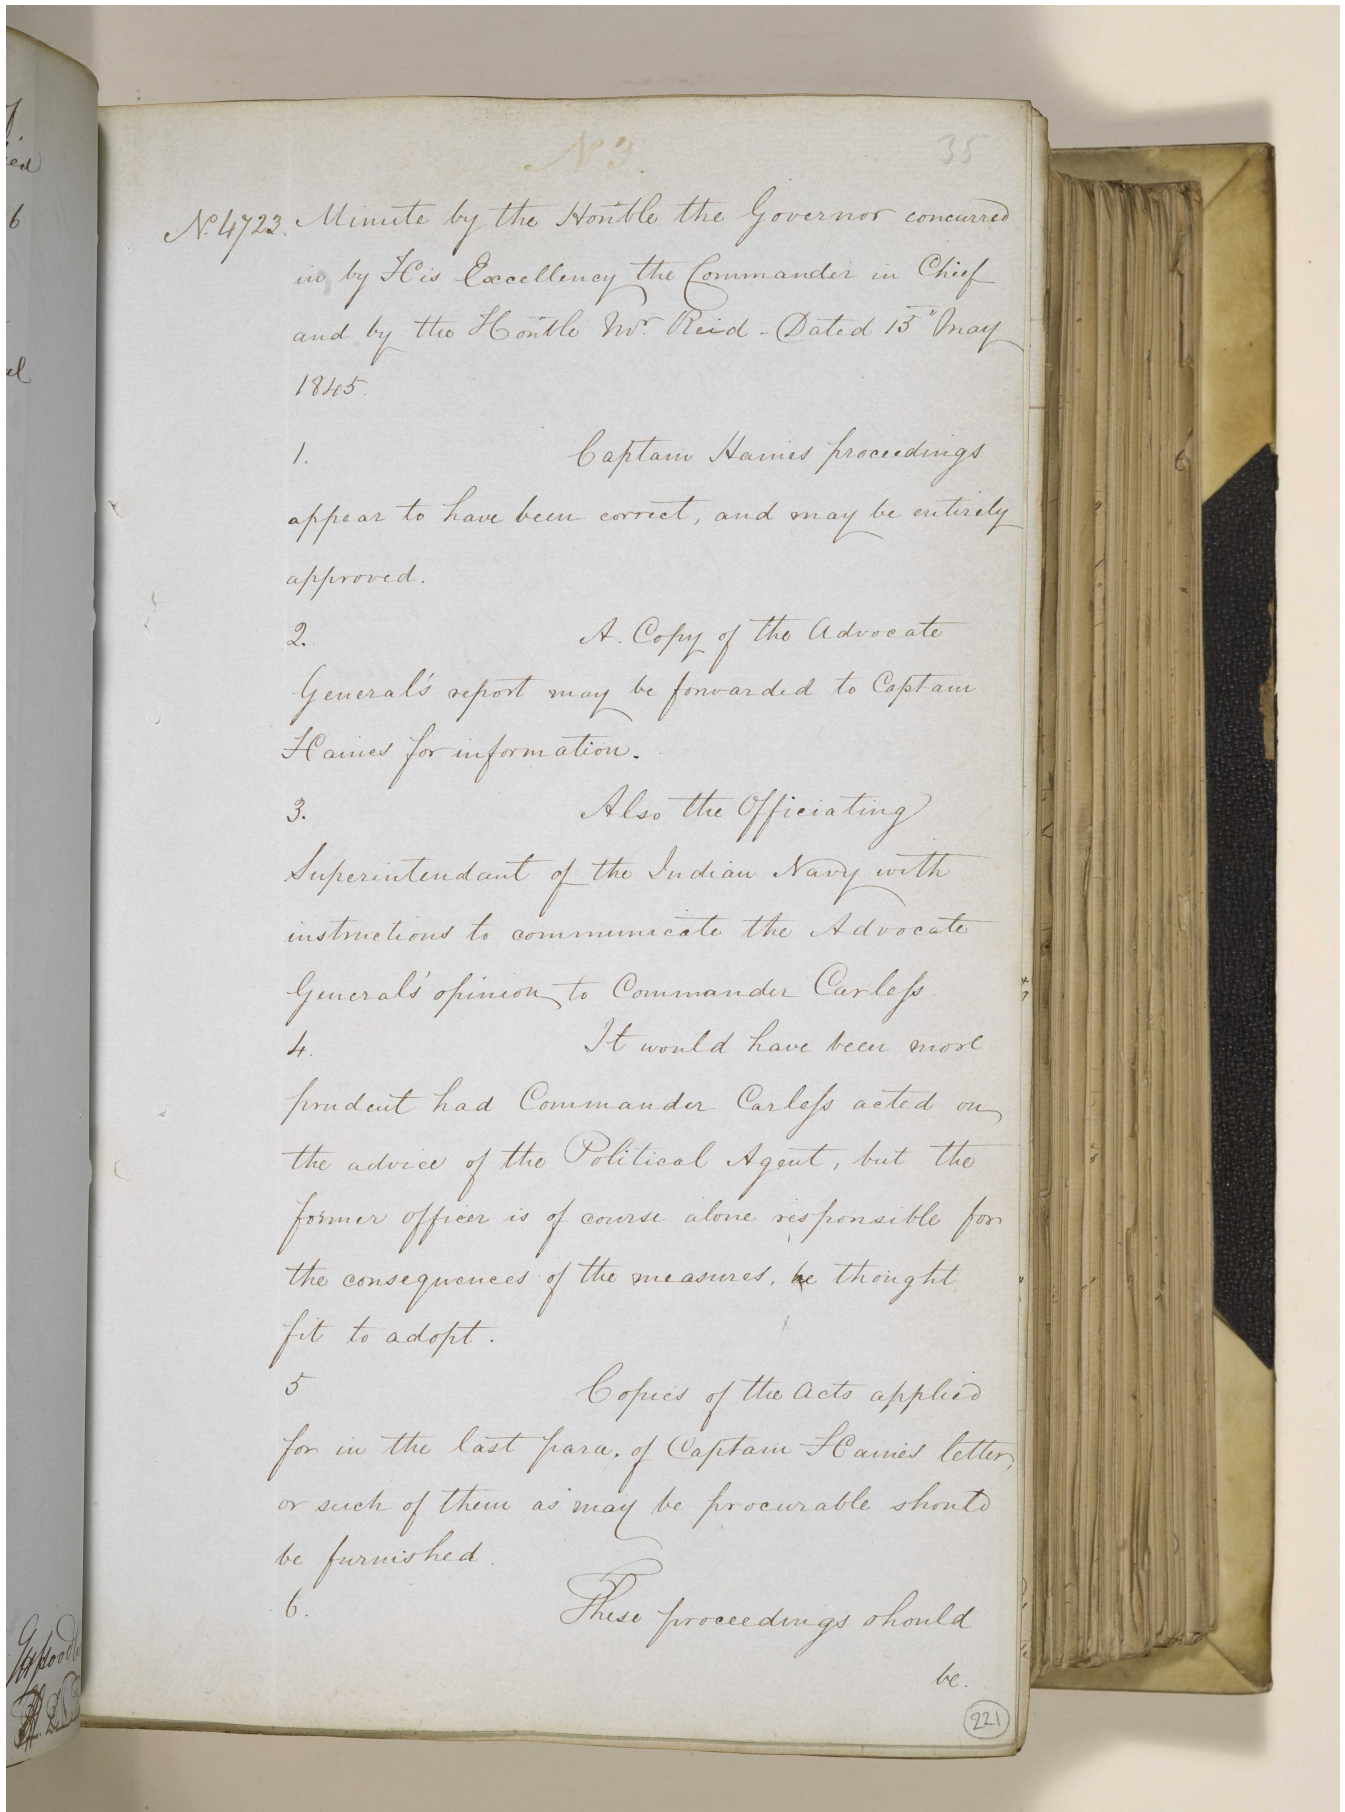 N 3.
35
No. 4723. Minute by the Honble the Governor concurred
in by His Excellency the Commander in Chief
and by the Honble Mr. Reid - Dated 15" May
1845.
1. Captain Haines proceedings
appear to have been correct, and may be entirely
approved.
2. A. Copy of the Advocate
General's report may be forwarded to Captain
Haines for information.
3. Also the Officiating
Superintendant of the Indian Navy with
instructions to communicate the Advocate
General's opinion to Commander Carleſs
4. It would have been more
prudent had Commander Carleſs acted on
the advice of the Political Agent, but the
former officer is of course alone responsible for
the consequences of the measures, he thought
fit to adopt.
5 Copies of the Acts applied
for in the last para. of Captain Haines letter,
or such of them as may be procurable should
be furnished.
6. These proceedings should
be.
221